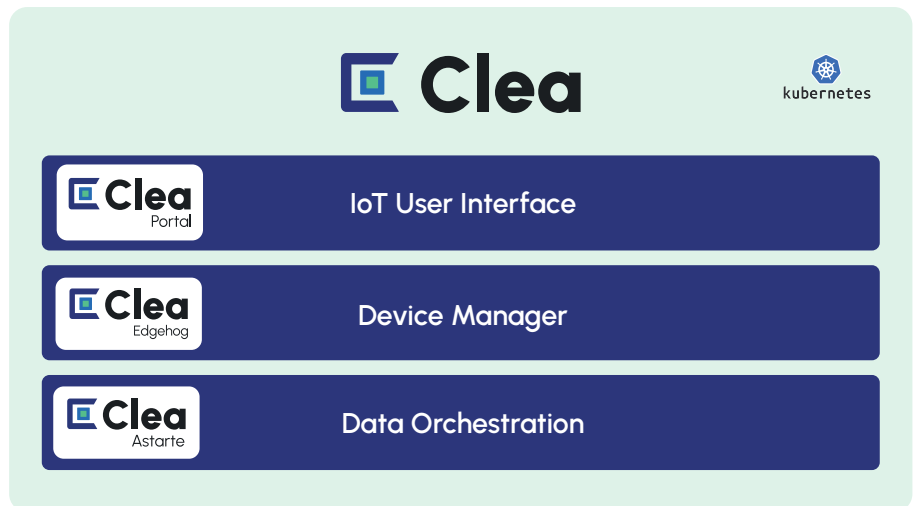 Clea
kubernetes
Clea
Portal
IoT User Interface
Clea
Edgehog
Device Manager
Clea
Astarte
Data Orchestration